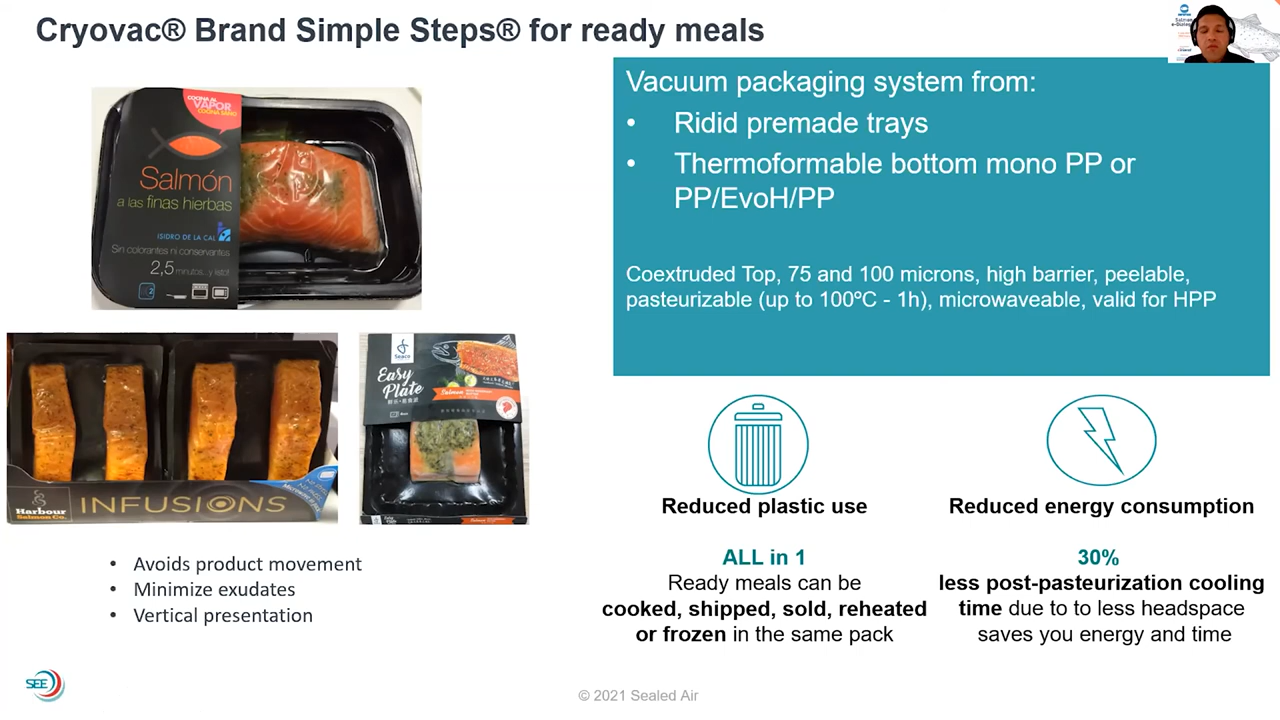 Cryovac® Brand Simple Steps® for ready meals
COCINA AL
VAPOR
COCINA SANO
Salmón
a las finas hierbas
ISIDRO DE LA CAL
Sin colorantes ni conservantes
2,5 minutos...y listo!
Harbour
Salmon Co.
INFUSIONS
Seaco
Easy
Plate
Salmon
• Avoids product movement
• Minimize exudates
• Vertical presentation
Vacuum packaging system from:
• Ridid premade trays
• Thermoformable bottom mono PP or
PP/EvoH/PP
Coextruded Top, 75 and 100 microns, high barrier, peelable,
pasteurizable (up to 100ºC - 1h), microwaveable, valid for HPP
Reduced plastic use
ALL in 1
Ready meals can be
cooked, shipped, sold, reheated
or frozen in the same pack
Reduced energy consumption
30%
less post-pasteurization cooling
time due to to less headspace
saves you energy and time
SEE
© 2021 Sealed Air